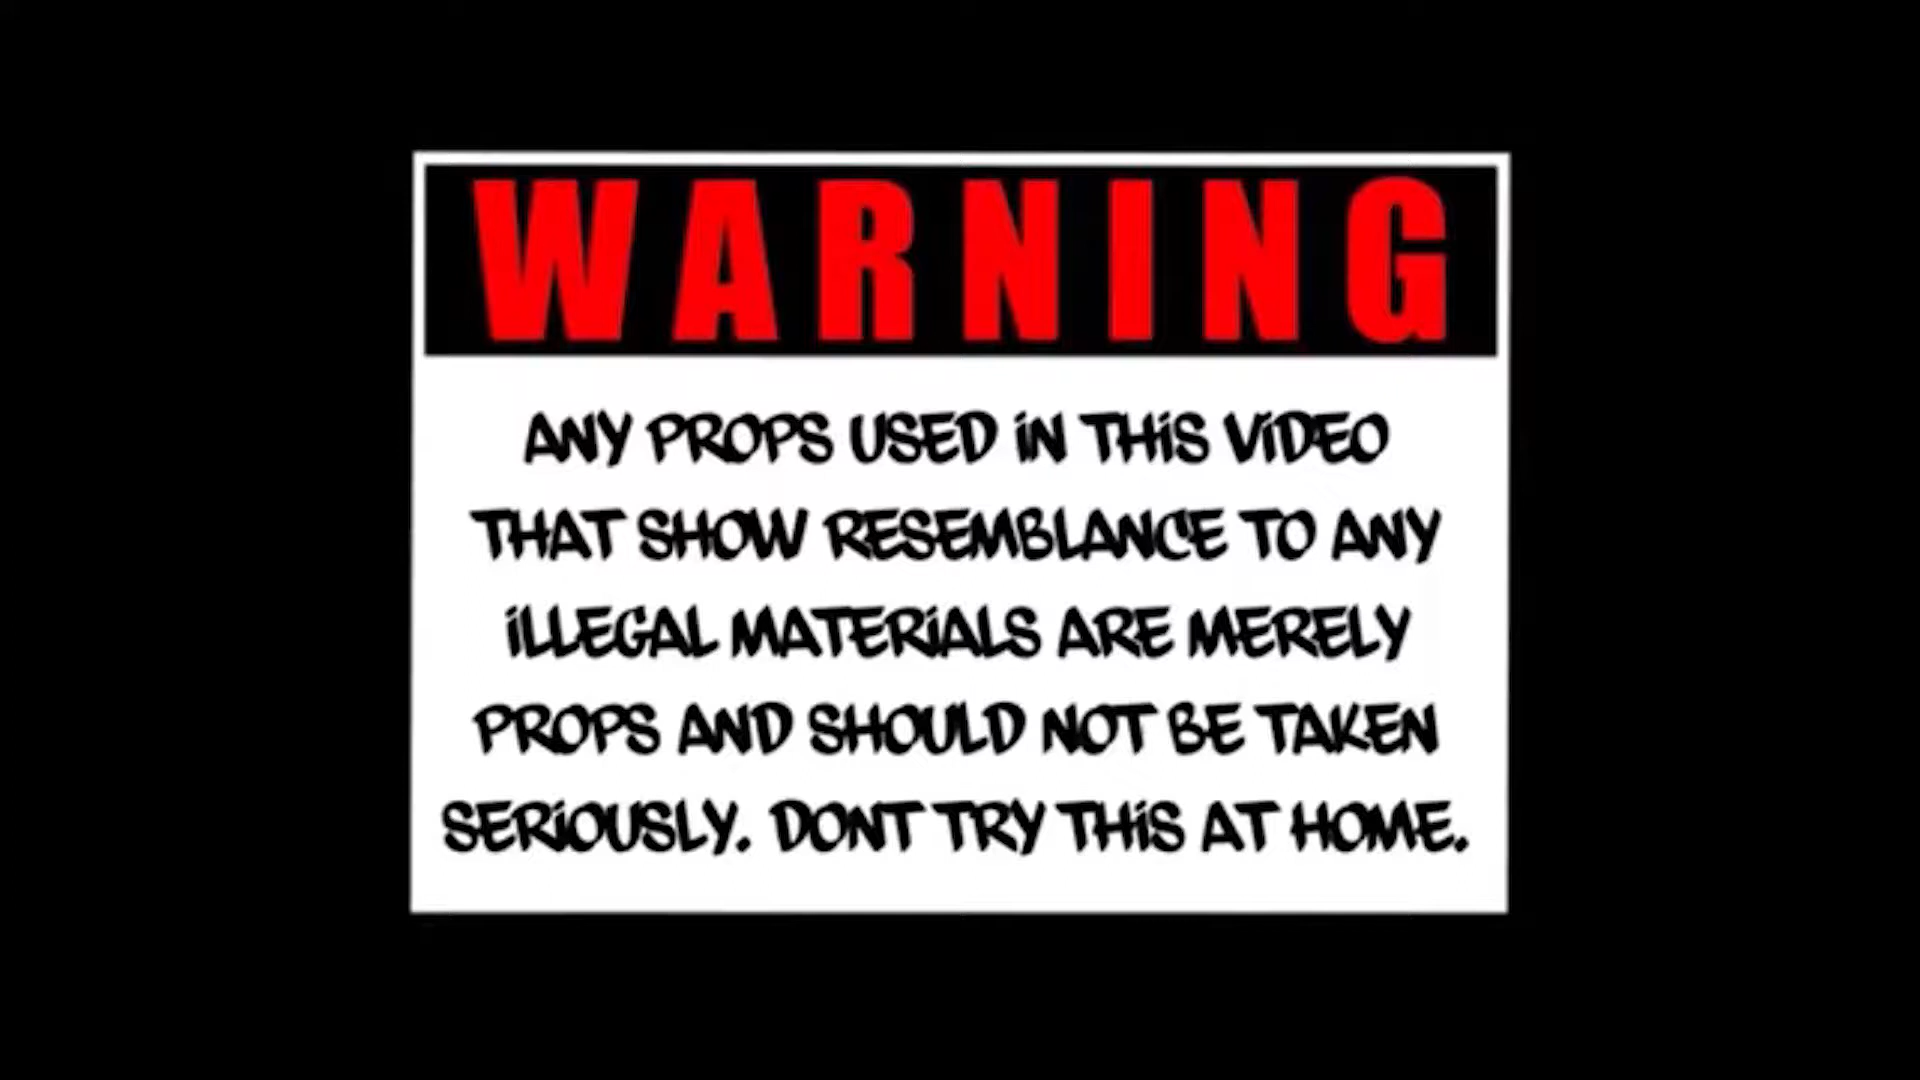 WARNING
ANY PROPS USED iN THiS ViDEO
THAT SHOW RESEMBLANCE TO ANY
iLLEGAL MATERiALS ARE MERELY
PROPS AND SHOULD NOT BE TAKEN
SERiOUSLY. DONT TRY THiS AT HOME.